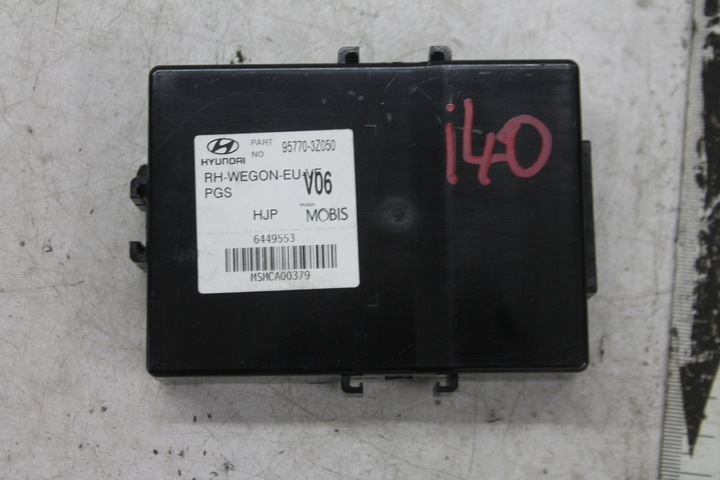 HYUNDAI
PART NO 95770-3Z050
RH-WEGON-EU
V06
PGS
HJP MOBIS
6449553
MSMCA00379
i40